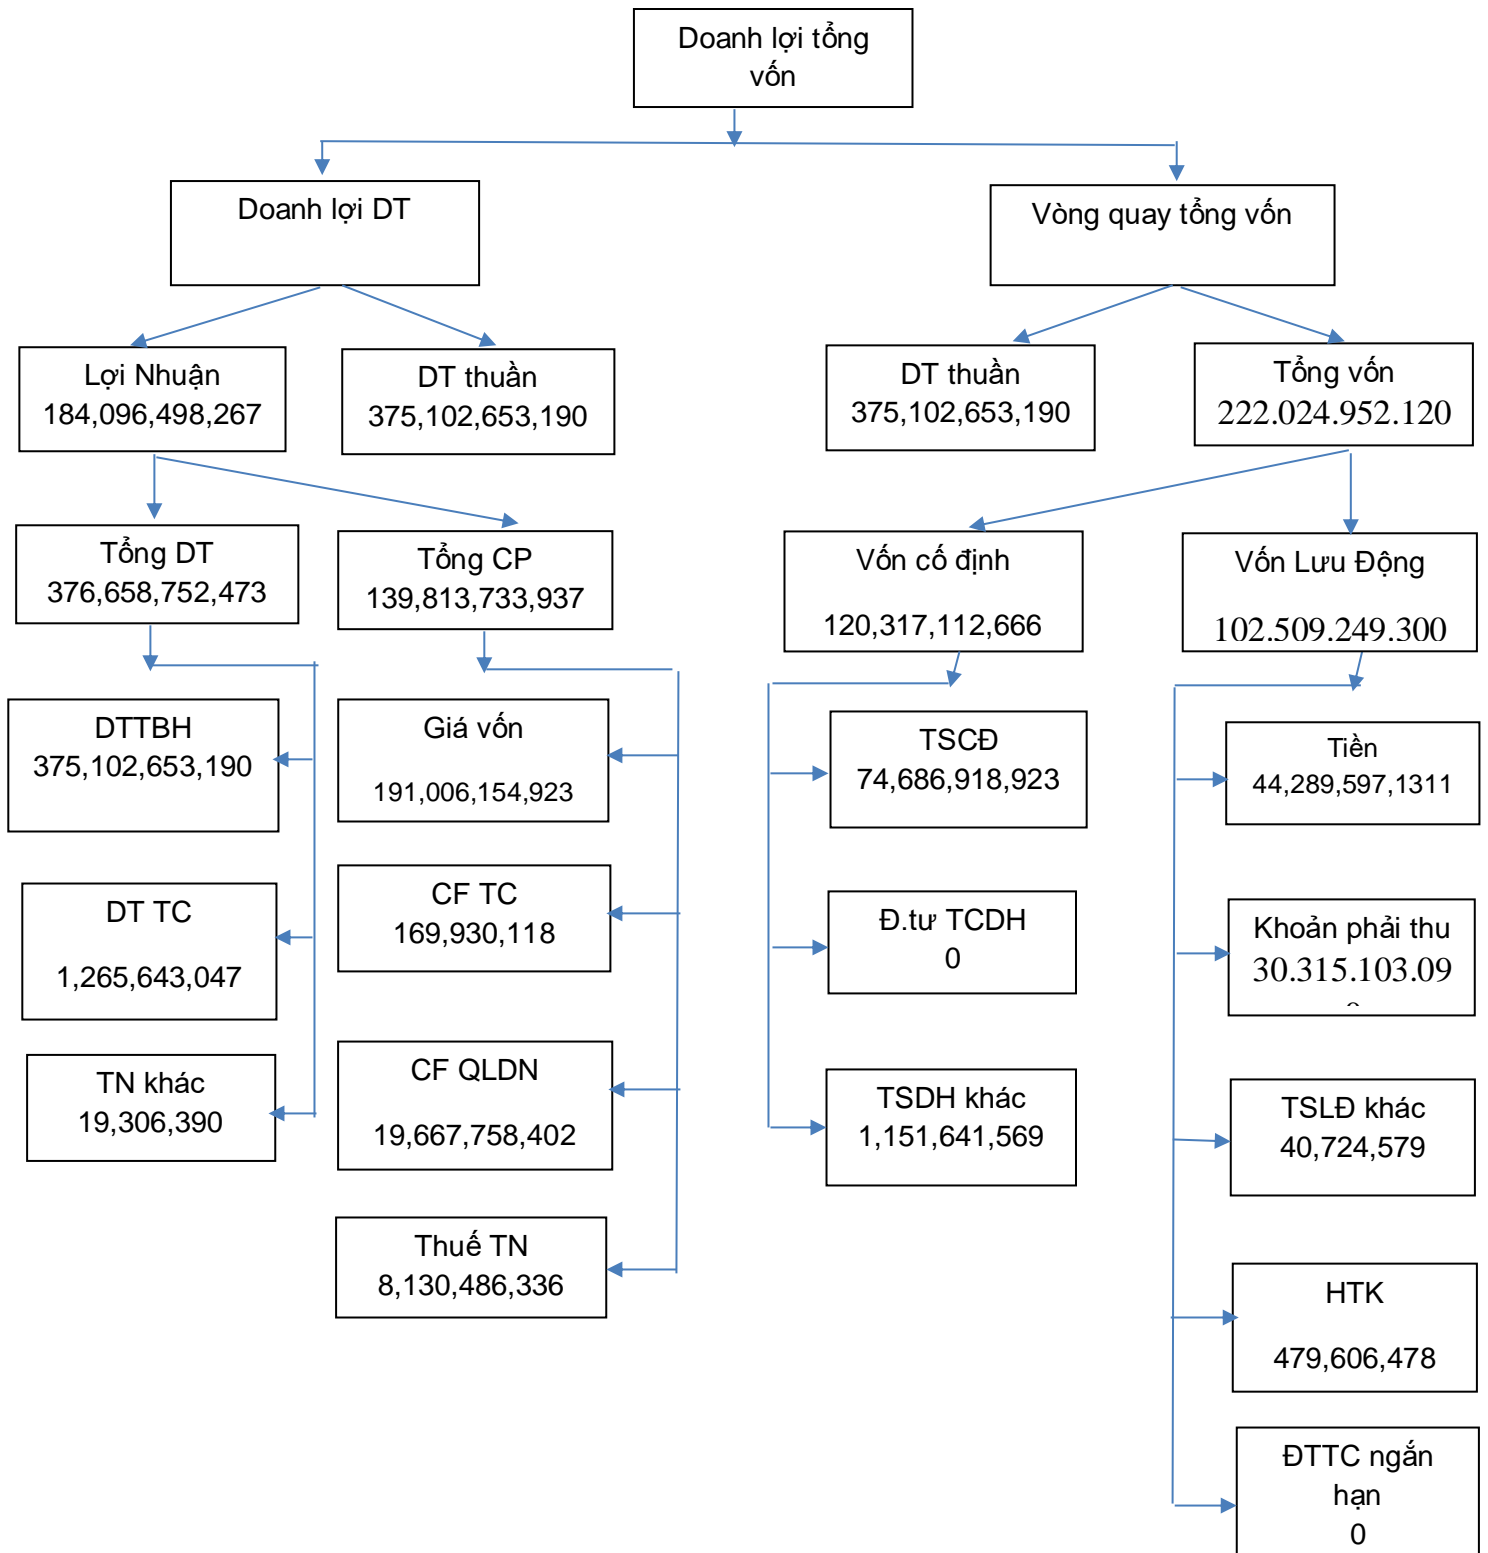 Doanh lợi tổng
vốn
Doanh lợi DT
Vòng quay tổng vốn
Lợi Nhuận
184,096,498,267
DT thuần
375,102,653,190
DT thuần
375,102,653,190
Tổng vốn
222.024.952.120
Tổng DT
376,658,752,473
Tổng CP
139,813,733,937
Vốn cố định
120,317,112,666
Vốn Lưu Động
102.509.249.300
DTTBH
375,102,653,190
Giá vốn
191,006,154,923
TSCĐ
74,686,918,923
Tiền
44,289,597,1311
DT TC
1,265,643,047
CF TC
169,930,118
Đ.tư TCDH
0
Khoản phải thu
30.315.103.09
TN khác
19,306,390
CF QLDN
19,667,758,402
TSDH khác
1,151,641,569
TSLĐ khác
40,724,579
Thuế TN
8,130,486,336
HTK
479,606,478
ĐTTC ngắn
hạn
0